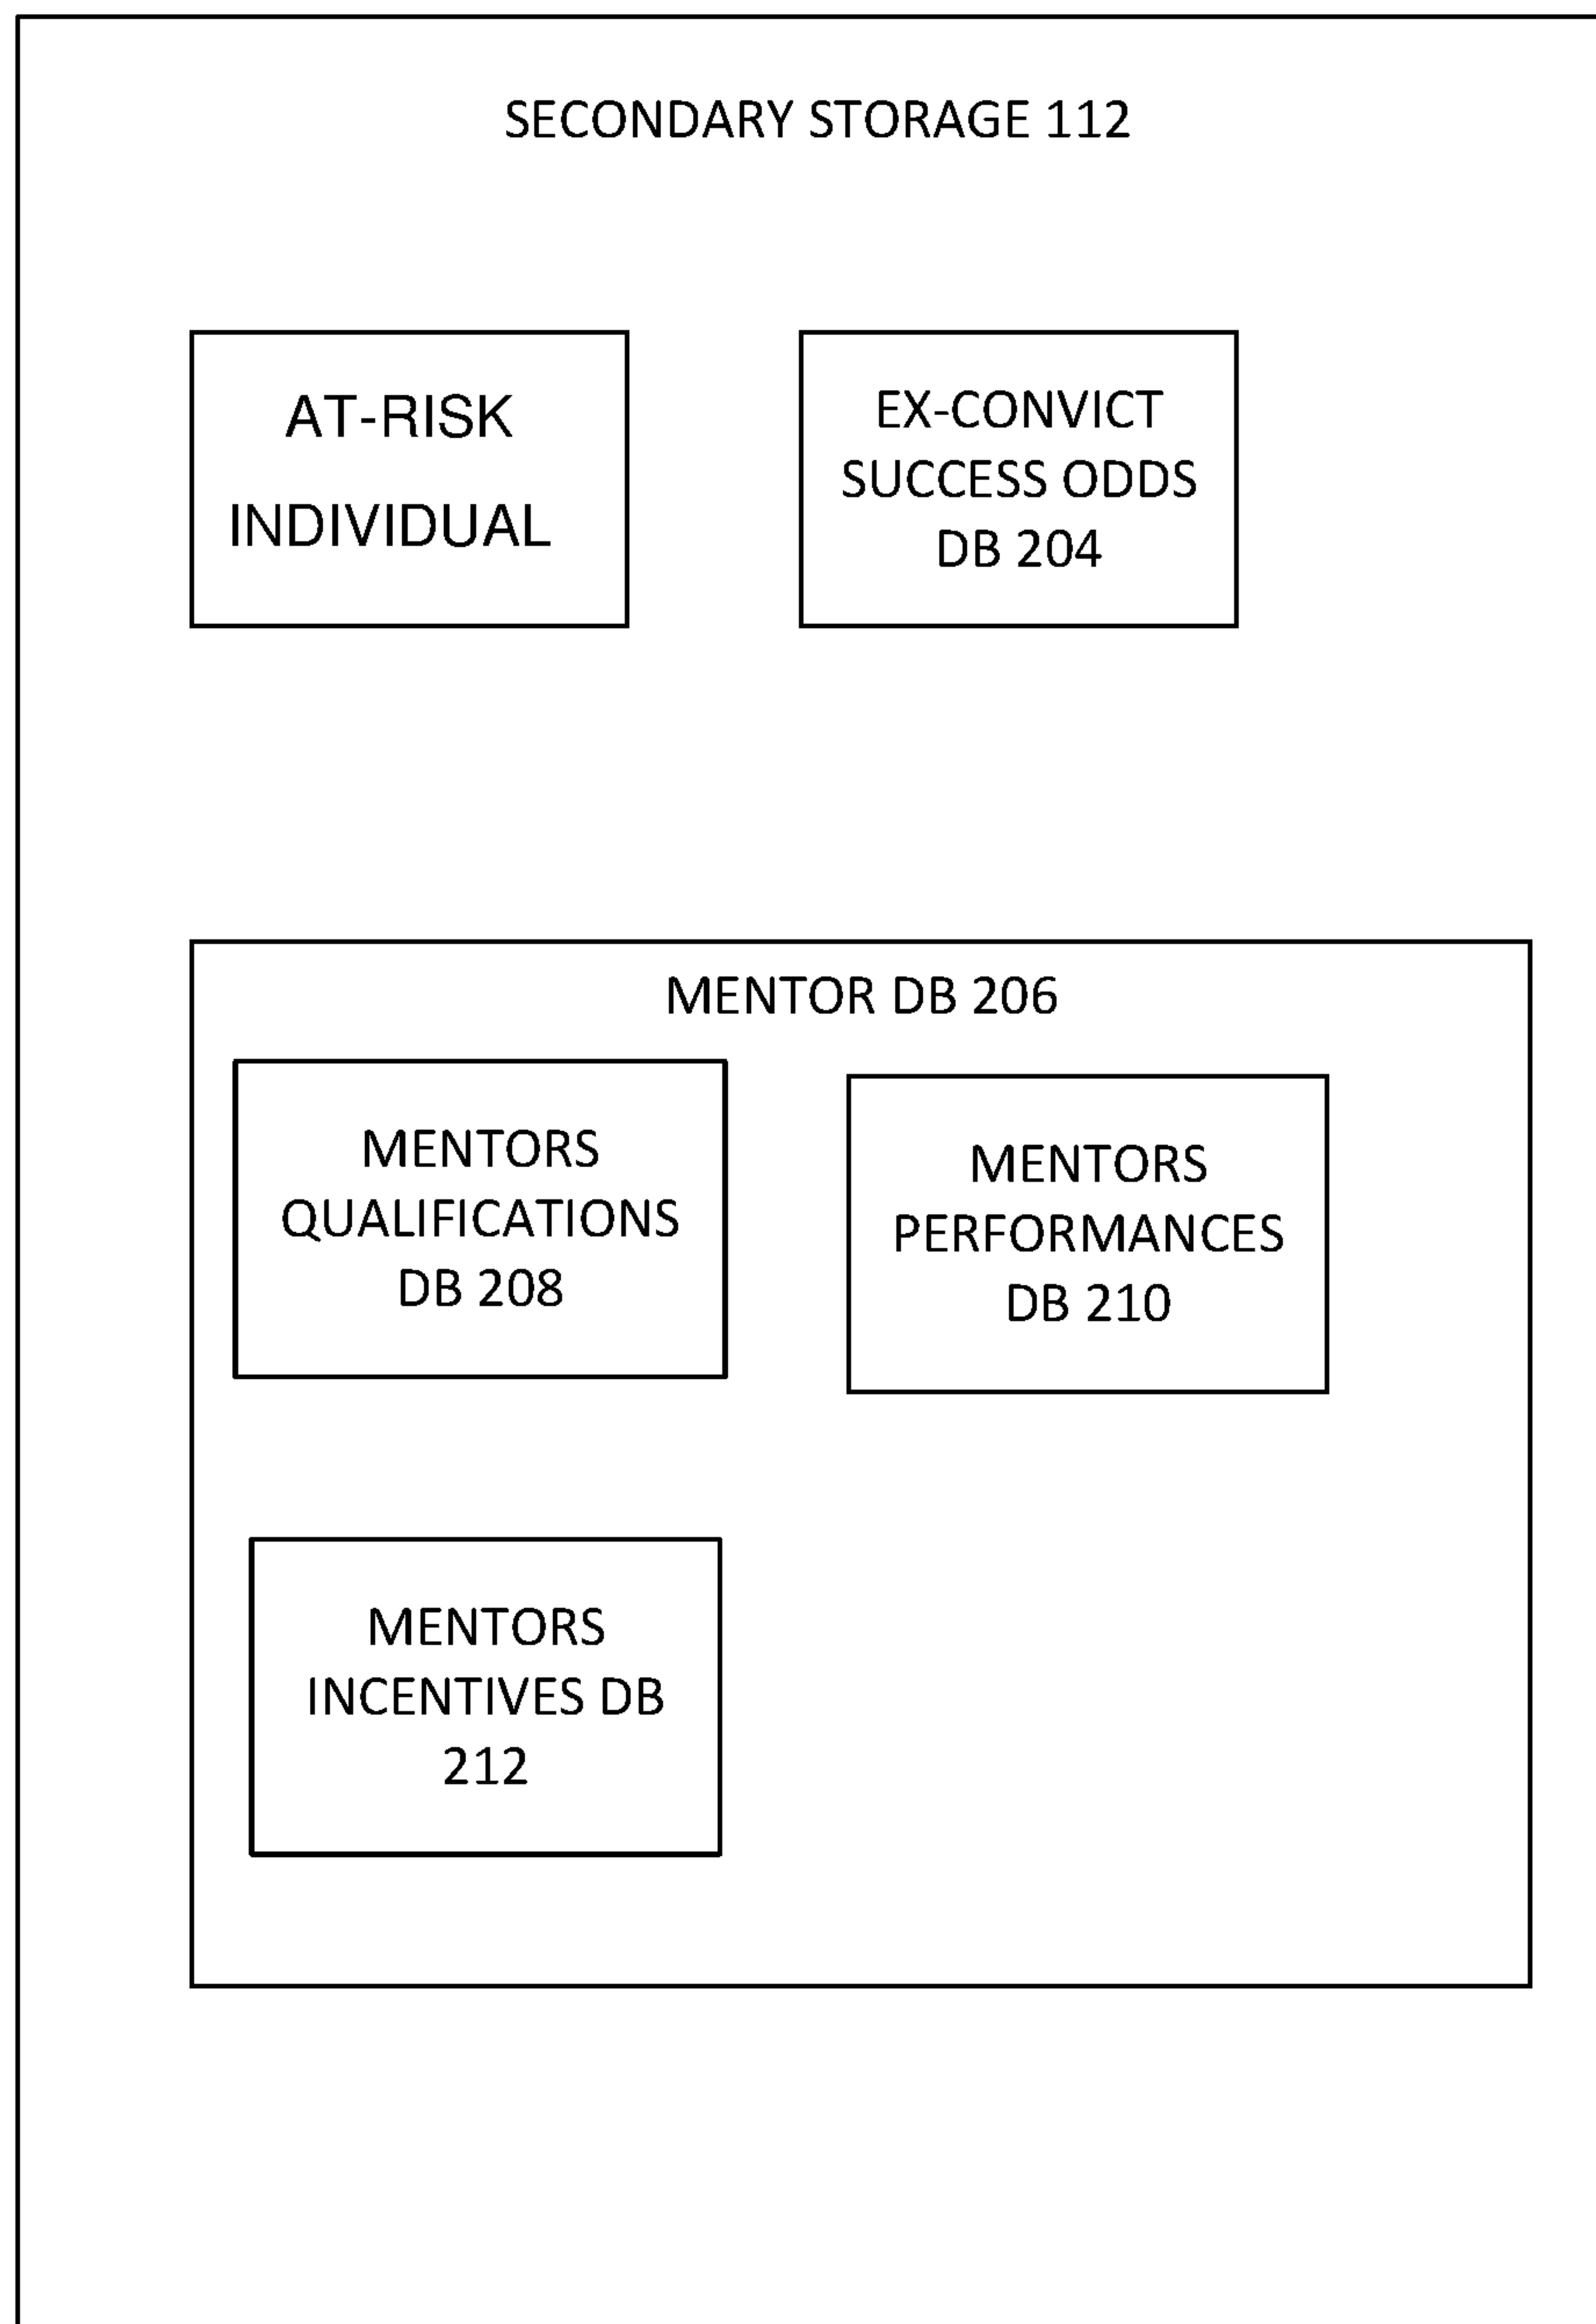 SECONDARY STORAGE 112
AT-RISK
INDIVIDUAL
EX-CONVICT
SUCCESS ODDS
DB 204
MENTOR DB 206
MENTORS
QUALIFICATIONS
DB 208
MENTORS
PERFORMANCES
DB 210
MENTORS
INCENTIVES DB
212